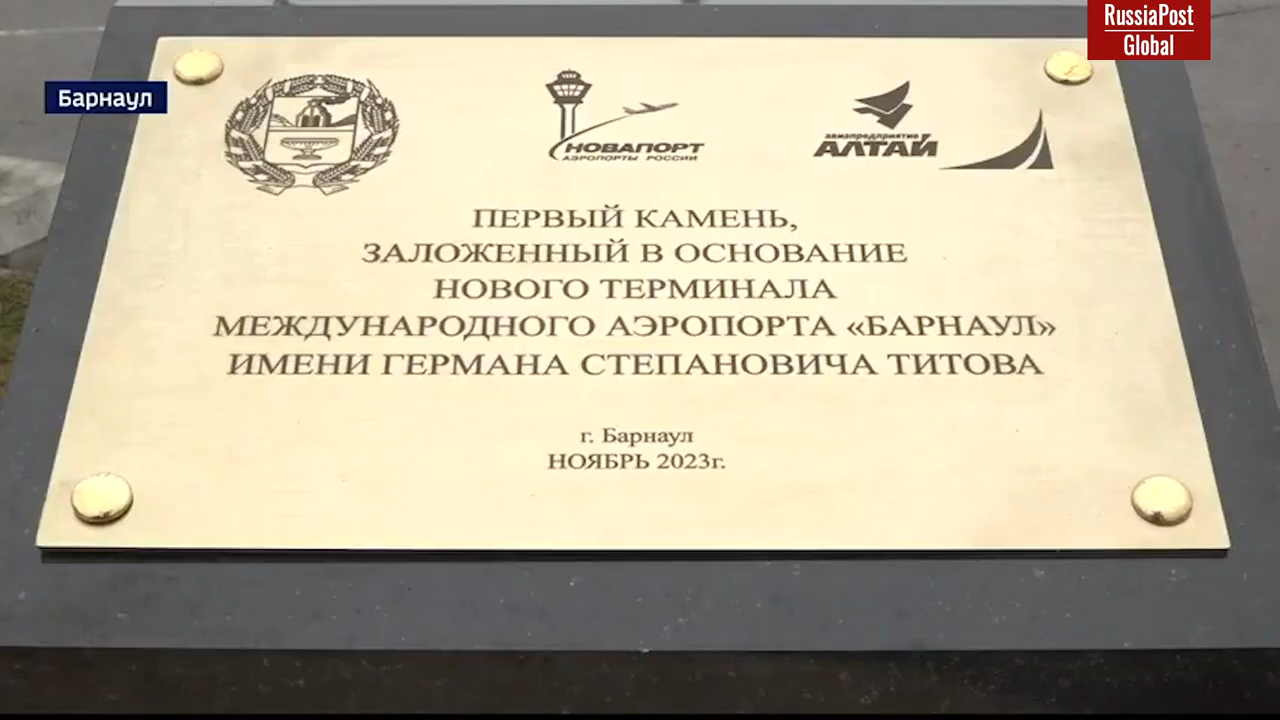 RussiaPost
Global
Барнаул
НОВАПОРТ
АЭРОПОРТЫ РОССИИ
авиапредприятие
АЛТАЙ
ПЕРВЫЙ КАМЕНЬ,
ЗАЛОЖЕННЫЙ В ОСНОВАНИЕ
НОВОГО ТЕРМИНАЛА
МЕЖДУНАРОДНОГО АЭРОПОРТА «БАРНАУЛ»
ИМЕНИ ГЕРМАНА СТЕПАНОВИЧА ТИТОВА
г. Барнаул
НОЯБРЬ 2023г.